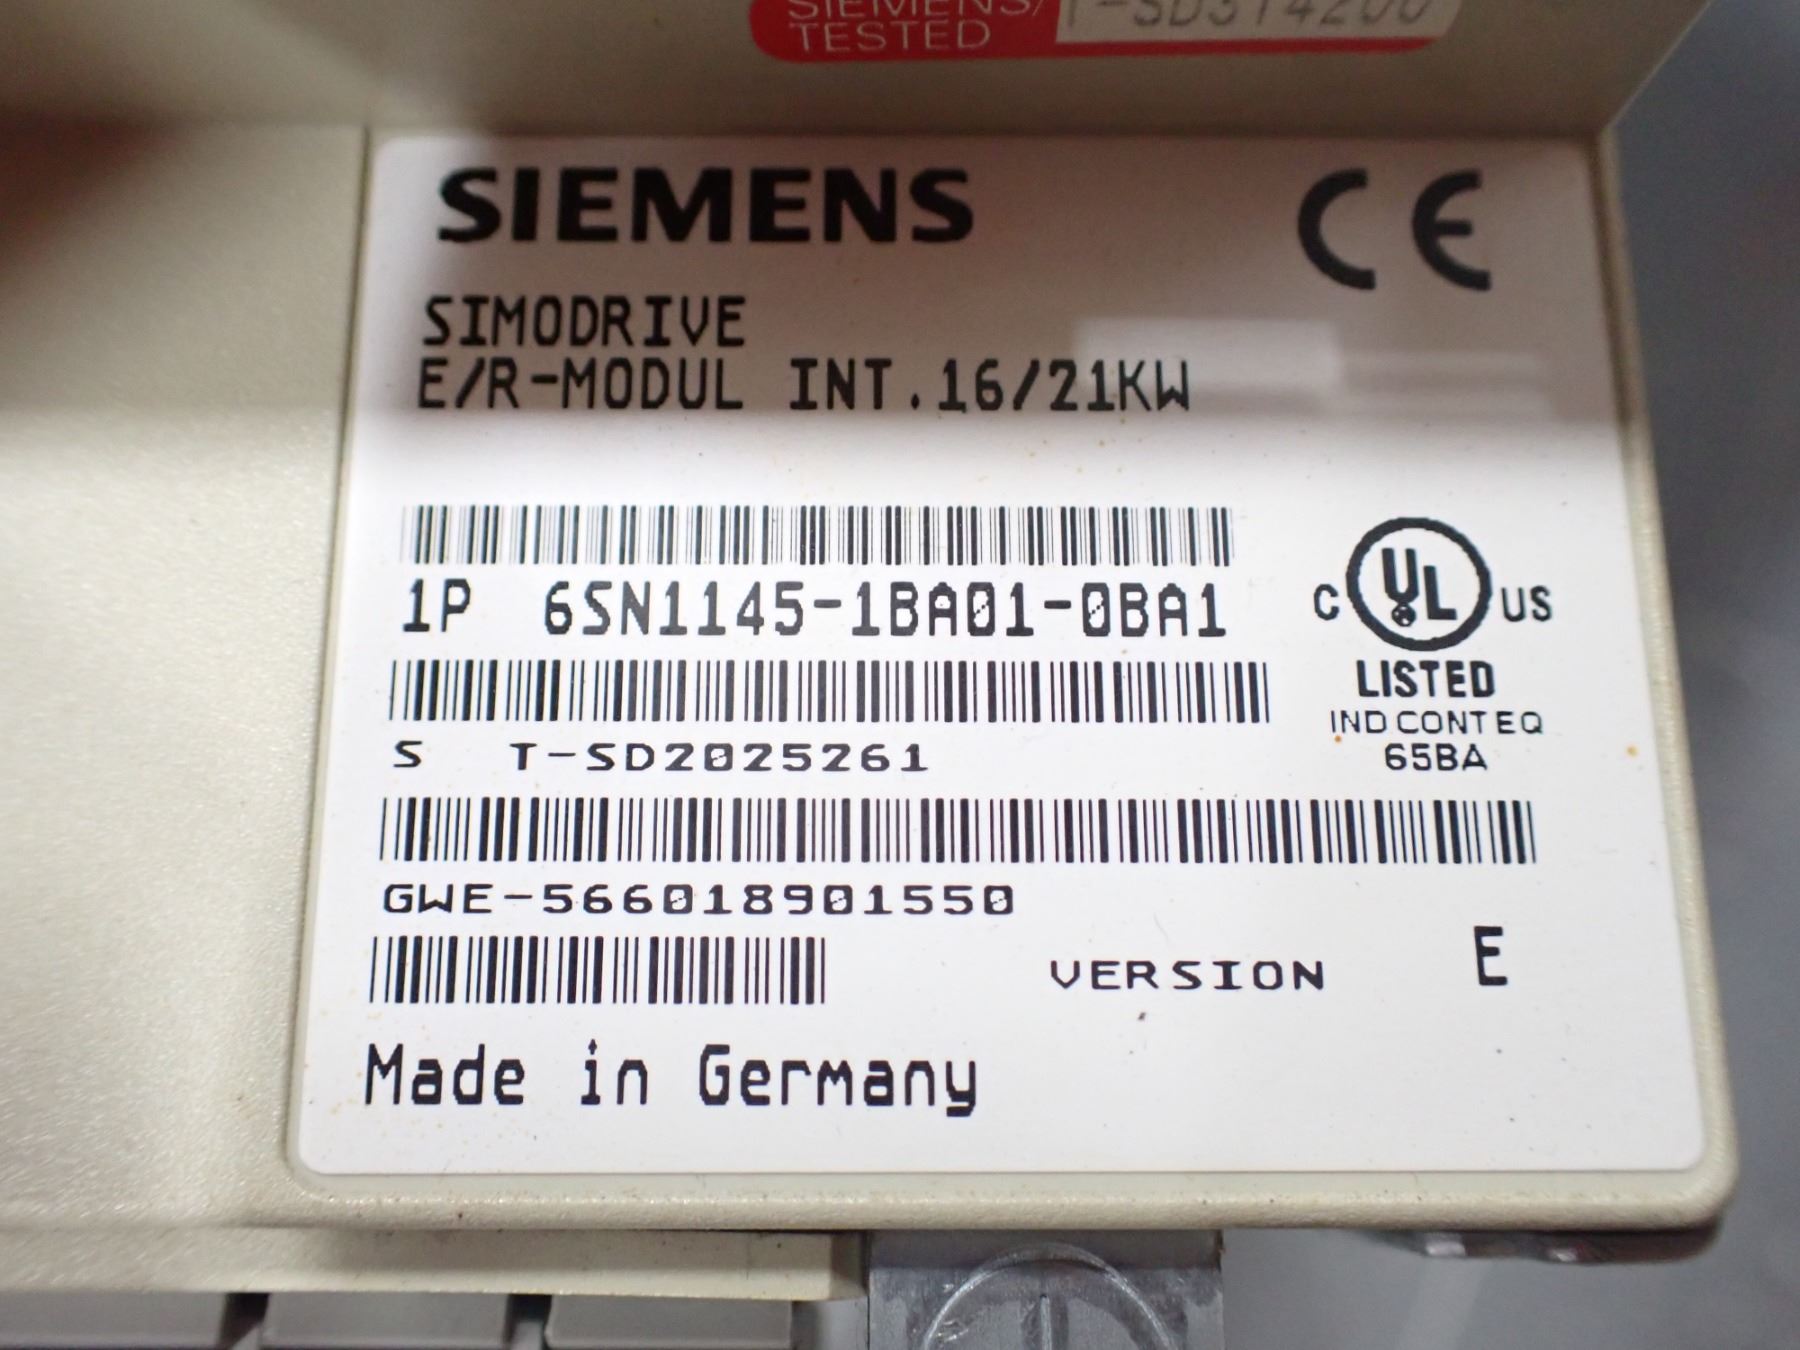 SIEMENS/
TESTED
T-SD314200
SIEMENS
CE
SIMODRIVE
E/R-MODUL INT.16/21KW
1P 6SN1145-1BA01-0BA1
C UL US
LISTED
IND CONT EQ
65BA
S T-SD2025261
GWE-566018901550
VERSION E
Made in Germany